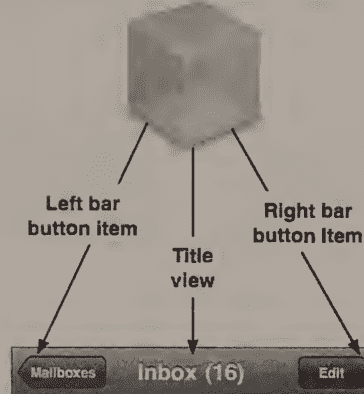 Left bar
button item
Title
view
Right bar
button Item
Mailboxes
Inbox (16)
Edit